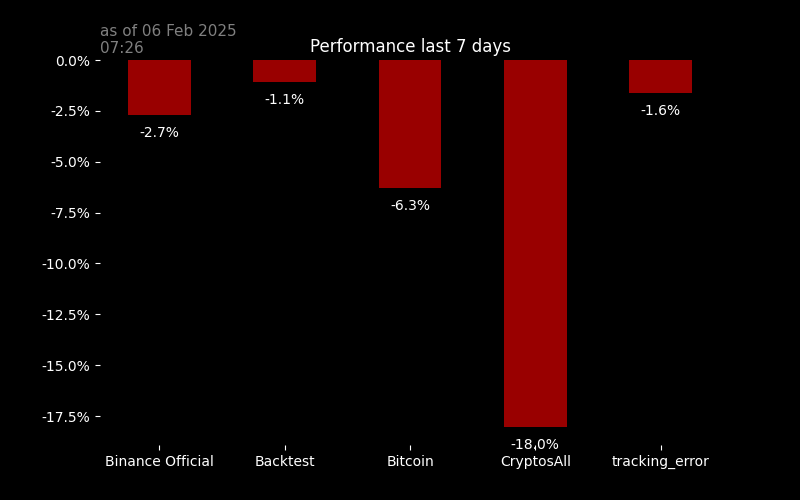 as of 06 Feb 2025
07:26
Performance last 7 days
0.0%
-2.5%
-5.0%
-7.5%
-10.0%
-12.5%
-15.0%
-17.5%
-2.7%
-1.1%
-6.3%
-18.0%
-1.6%
Binance Official
Backtest
Bitcoin
CryptosAll
tracking_error